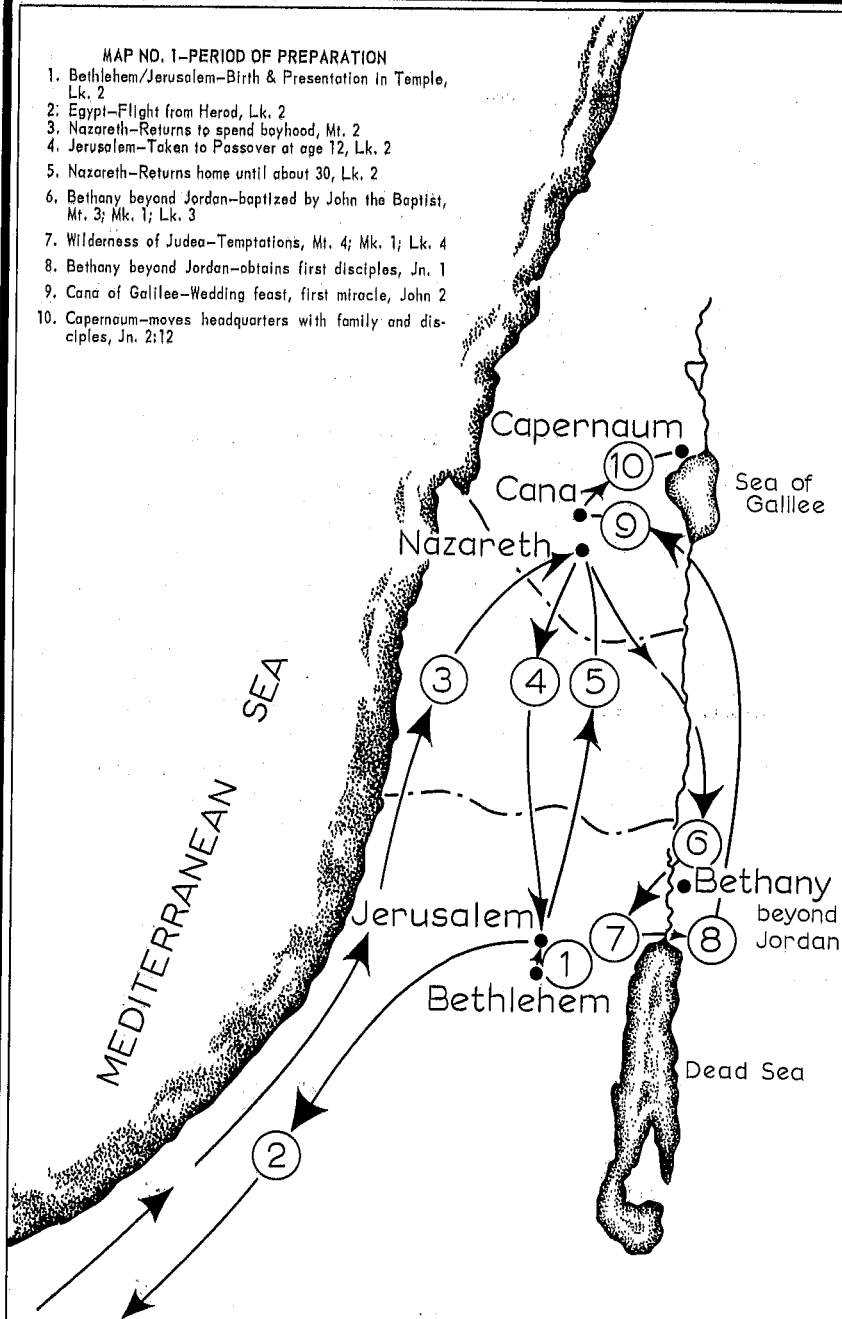 MAP NO. 1–PERIOD OF PREPARATION
1. Bethlehem/Jerusalem–Birth & Presentation in Temple,
Lk. 2
2. Egypt–Flight from Herod, Lk. 2
3. Nazareth–Returns to spend boyhood, Mt. 2
4. Jerusalem–Taken to Passover at age 12, Lk. 2
5. Nazareth–Returns home until about 30, Lk. 2
6. Bethany beyond Jordan–baptized by John the Baptist,
Mt. 3; Mk. 1; Lk. 3
7. Wilderness of Judea–Temptations, Mt. 4; Mk. 1; Lk. 4
8. Bethany beyond Jordan–obtains first disciples, Jn. 1
9. Cana of Galilee–Wedding feast, first miracle, John 2
10. Capernaum–moves headquarters with family and dis-
ciples, Jn. 2:12
Capernaum
10
Cana
Sea of
Galilee
9
Nazareth
3
4
5
MEDITERRANEAN SEA
6
Bethany
beyond
Jordan
Jerusalem
7
8
1
Bethlehem
Dead Sea
2